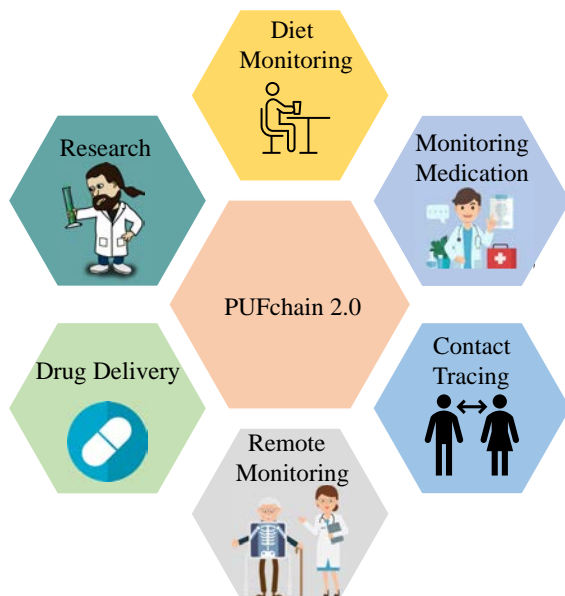 Diet
Monitoring
Research
Monitoring
Medication
PUFchain 2.0
Drug Delivery
Contact
Tracing
Remote
Monitoring